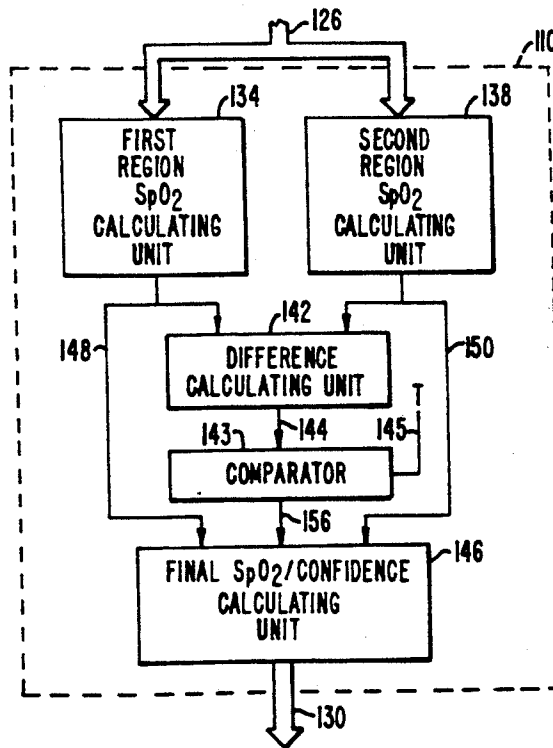 126
110
134
138
FIRST
REGION
SpO2
CALCULATING
UNIT
SECOND
REGION
SpO2
CALCULATING
UNIT
142
148
150
DIFFERENCE
CALCULATING UNIT
T
144
145
143
COMPARATOR
156
146
FINAL SpO2/CONFIDENCE
CALCULATING
UNIT
130